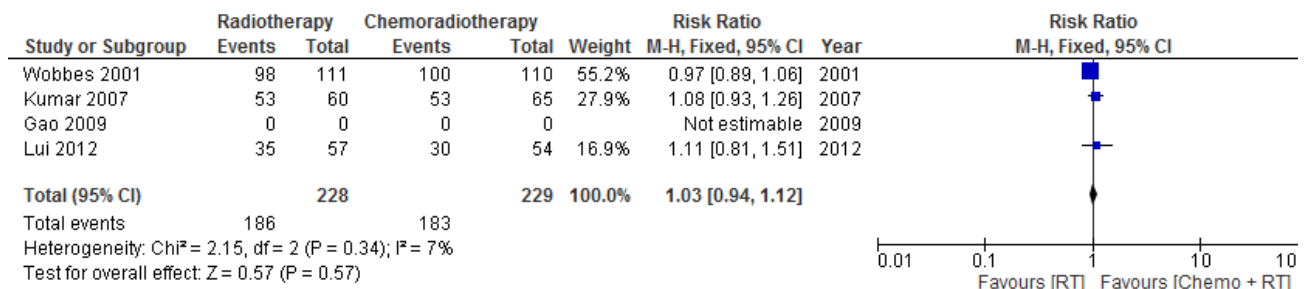 Radiotherapy Chemoradiotherapy Risk Ratio Risk Ratio
Study or Subgroup Events Total Events Total Weight M-H, Fixed, 95% CI Year M-H, Fixed, 95% CI
Wobbes 2001 98 111 100 110 55.2% 0.97 [0.89, 1.06] 2001
Kumar 2007 53 60 53 65 27.9% 1.08 [0.93, 1.26] 2007
Gao 2009 0 0 0 0 Not estimable 2009
Lui 2012 35 57 30 54 16.9% 1.11 [0.81, 1.51] 2012
Total (95% CI) 228 229 100.0% 1.03 [0.94, 1.12]
Total events 186 183
Heterogeneity: Chi² = 2.15, df = 2 (P = 0.34); I² = 7%
Test for overall effect: Z = 0.57 (P = 0.57)
0.01 0.1 1 10 10
Favours [RT] Favours [Chemo + RT]